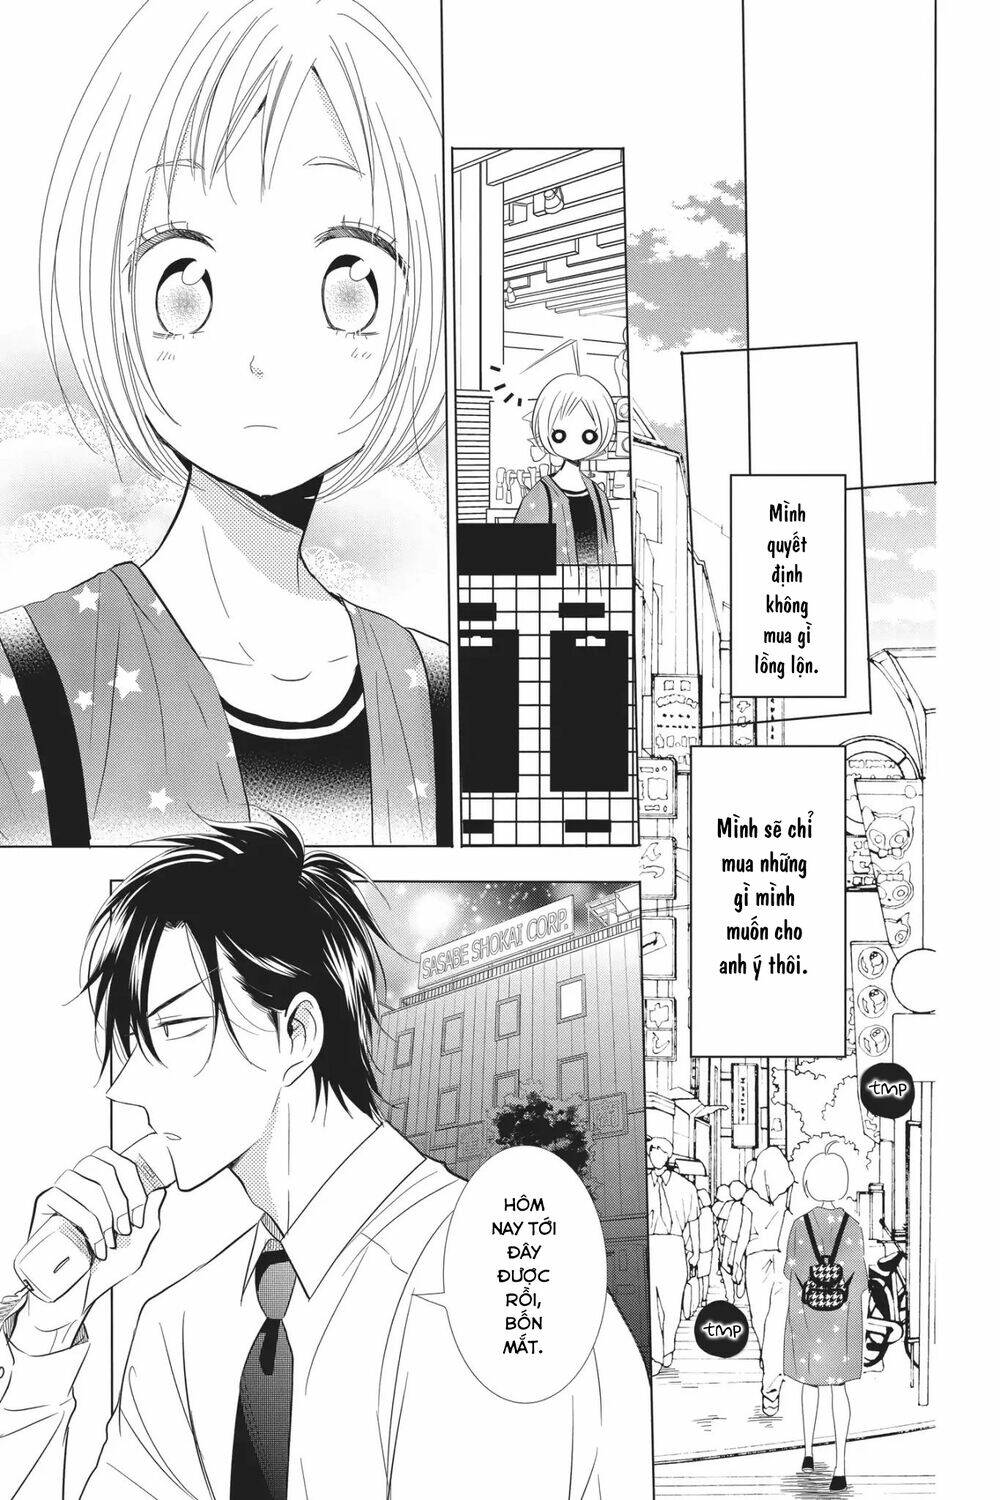 Mình
quyết
định
không
mua gì
lồng lộn.
Mình sẽ chỉ
mua những
gì mình
muốn cho
anh ý thôi.
tmp
tmp
SASABE SHOKAI CORP.
HÔM
NAY TỚI
ĐÂY
ĐƯỢC
RỒI,
BỐN
MẮT.